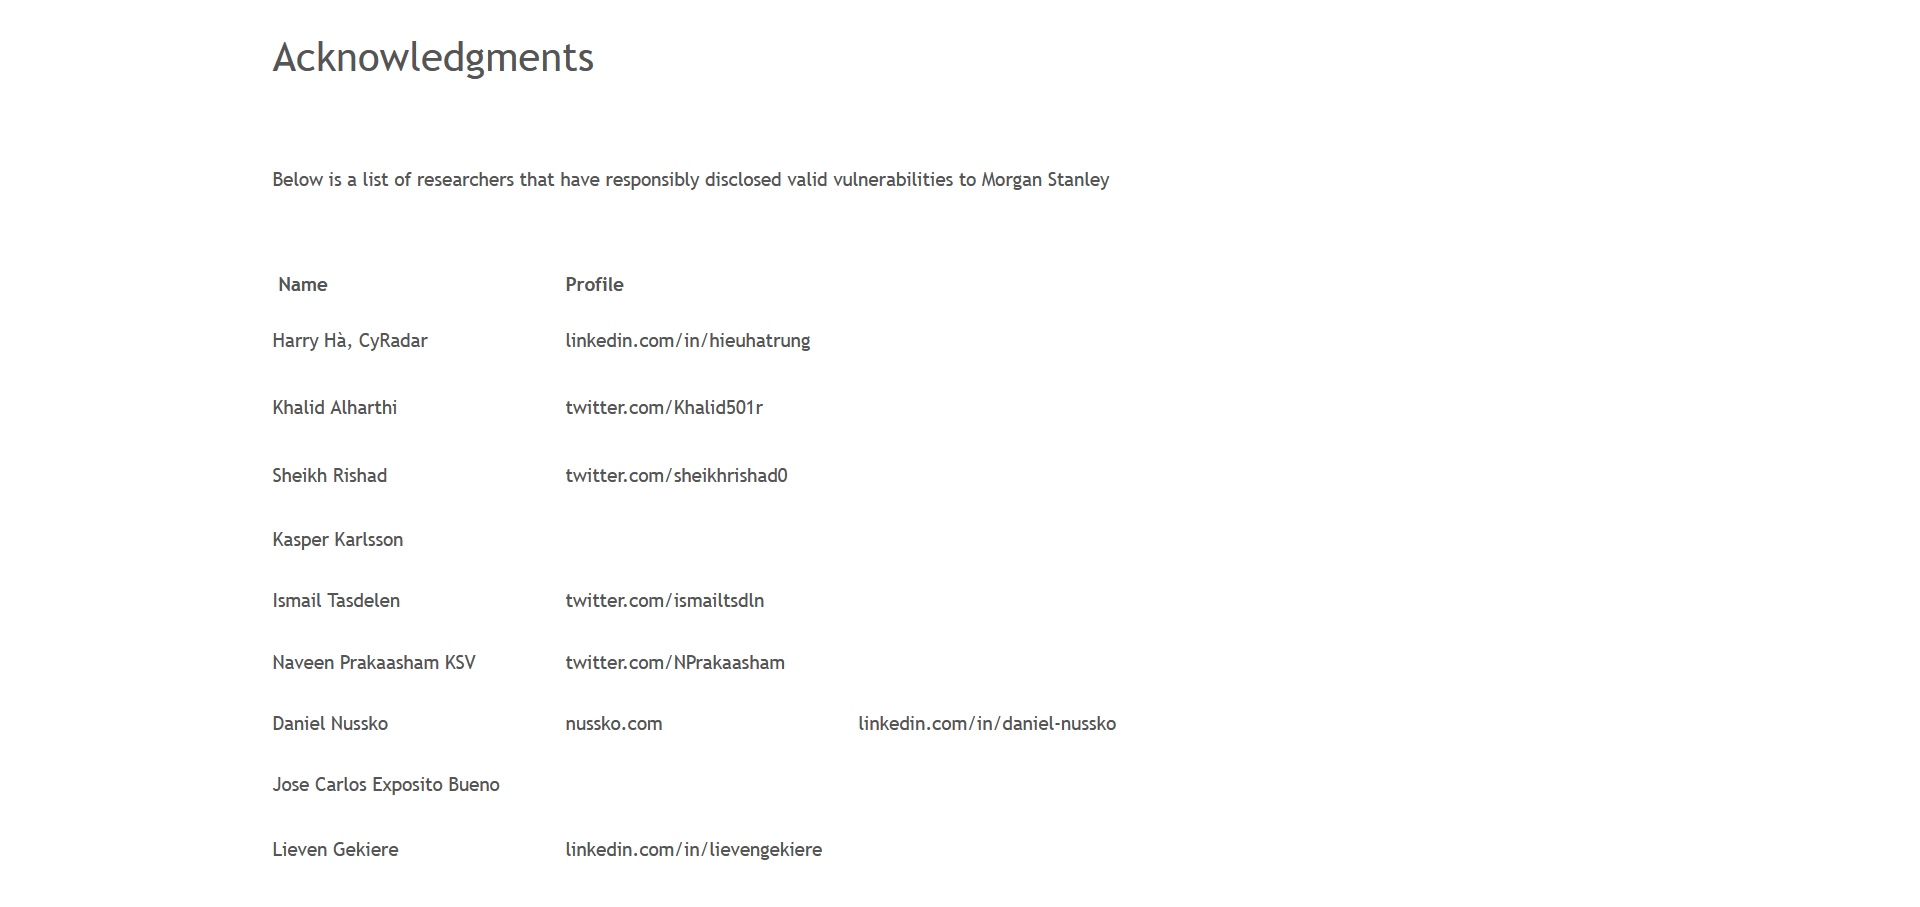 Acknowledgments
Below is a list of researchers that have responsibly disclosed valid vulnerabilities to Morgan Stanley
Name Profile
Harry Hà, CyRadar linkedin.com/in/hieuhatrung
Khalid Alharthi twitter.com/Khalid501r
Sheikh Rishad twitter.com/sheikhrishad0
Kasper Karlsson
Ismail Tasdelen twitter.com/ismailtsdln
Naveen Prakaasham KSV twitter.com/NPrakaasham
Daniel Nussko nussko.com linkedin.com/in/daniel-nussko
Jose Carlos Exposito Bueno
Lieven Gekiere linkedin.com/in/lievengekiere